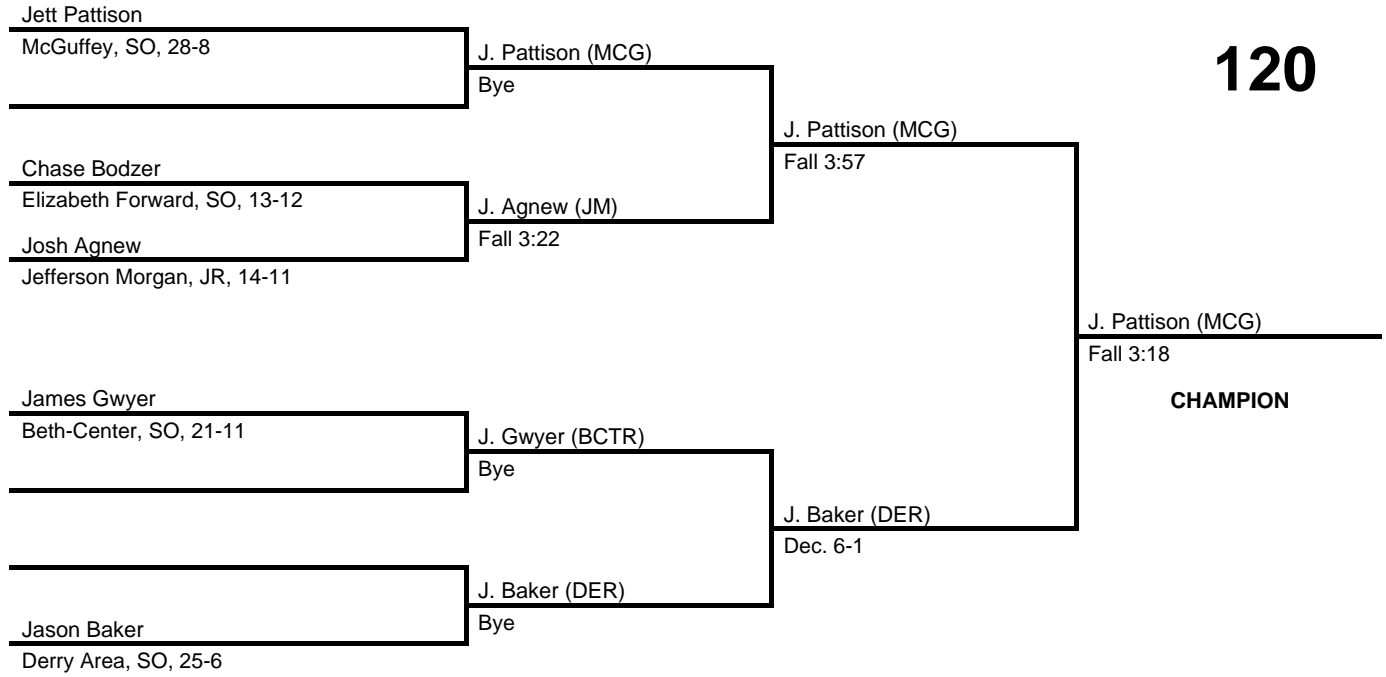 Jett Pattison
McGuffey, SO, 28-8
J. Pattison (MCG)
Bye
120
J. Pattison (MCG)
Fall 3:57
Chase Bodzer
Elizabeth Forward, SO, 13-12
J. Agnew (JM)
Fall 3:22
Josh Agnew
Jefferson Morgan, JR, 14-11
J. Pattison (MCG)
Fall 3:18
CHAMPION
James Gwyer
Beth-Center, SO, 21-11
J. Gwyer (BCTR)
Bye
J. Baker (DER)
Dec. 6-1
J. Baker (DER)
Bye
Jason Baker
Derry Area, SO, 25-6